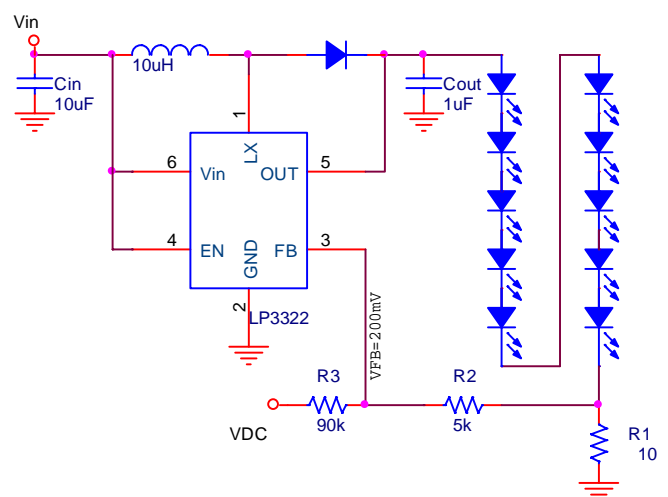 Vin
10uH
Cin
10uF
Cout
1uF
1
LX
6
Vin
OUT
5
4
EN
FB
3
GND
2
LP3322
VFB=200mV
R3
R2
VDC
90k
5k
R1
10